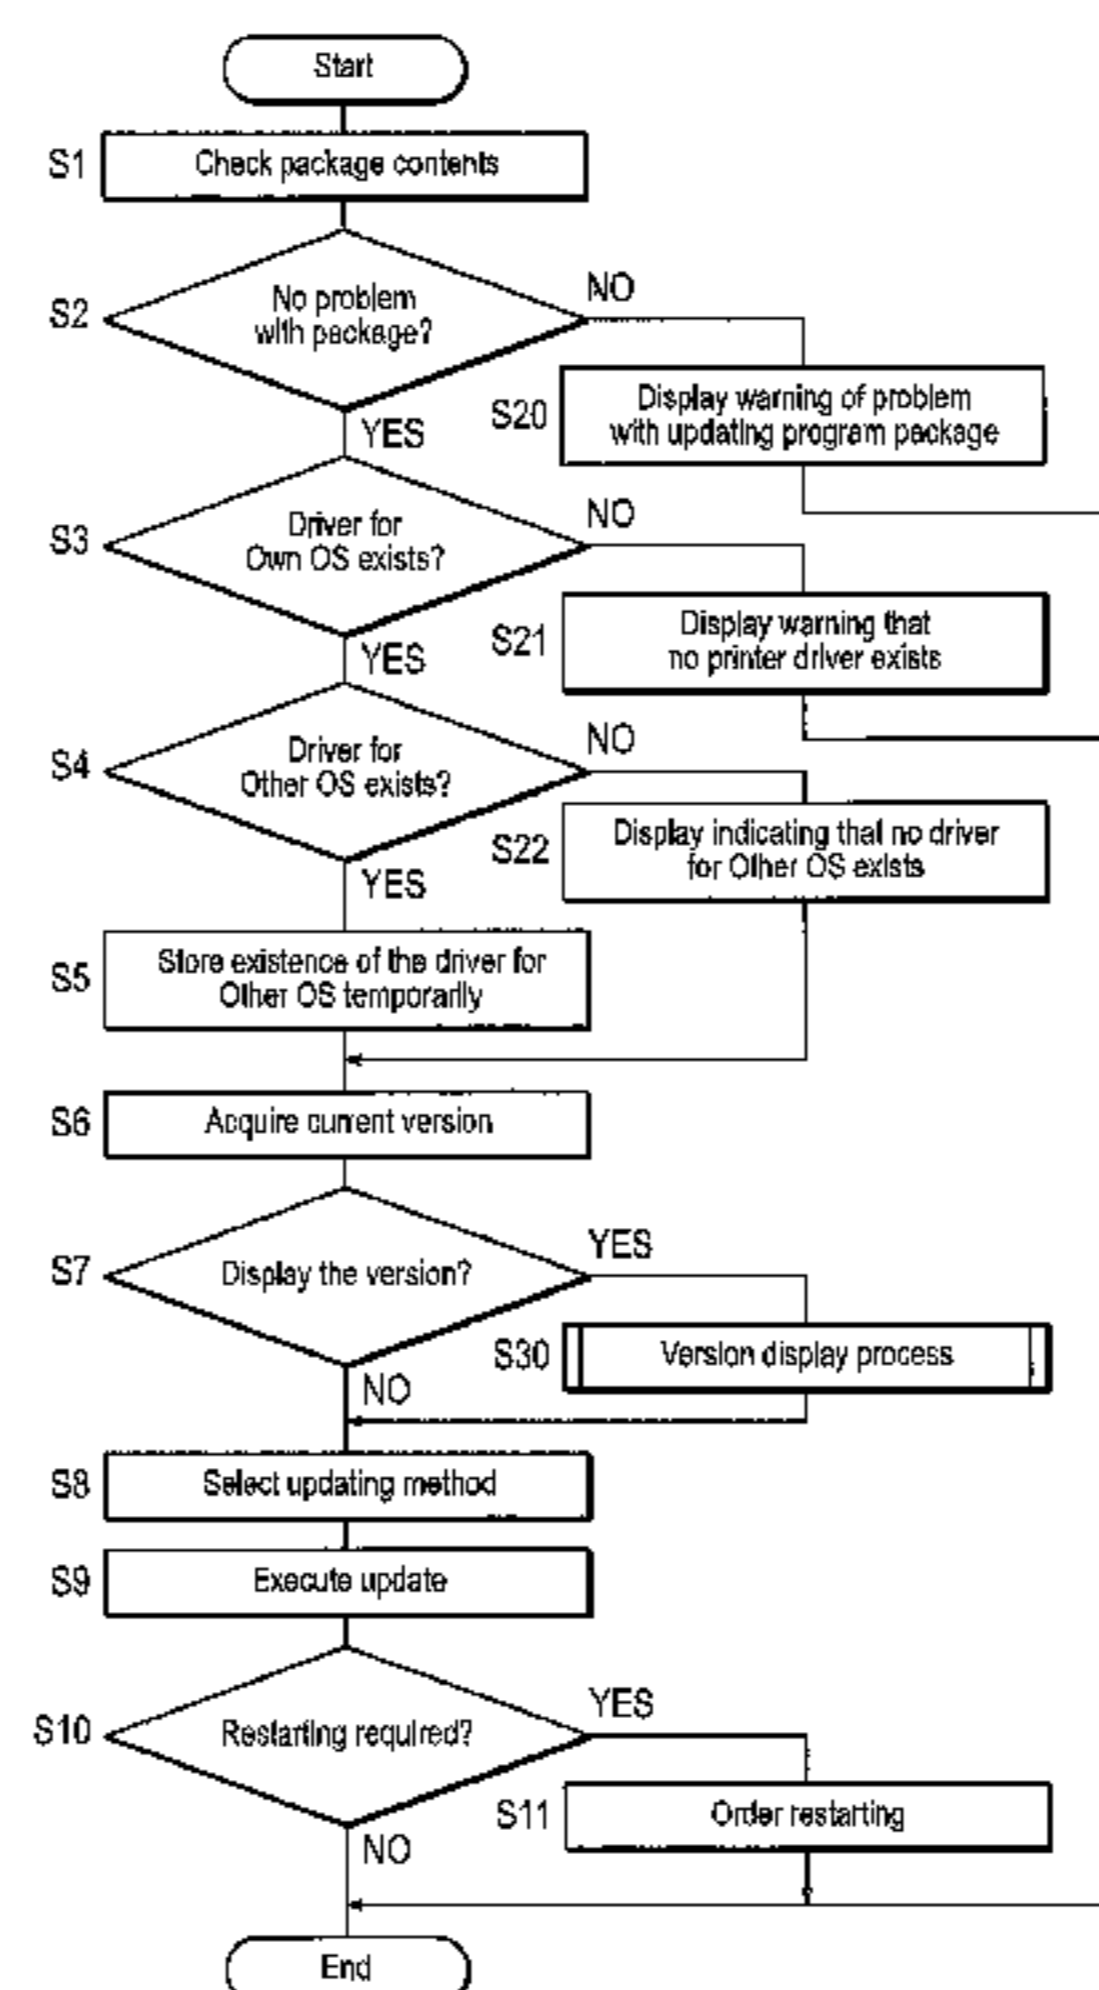 Start
S1
Check package contents
S2
No problem
with package?
NO
YES
S20
Display warning of problem
with updating program package
S3
Driver for
Own OS exists?
NO
YES
S21
Display warning that
no printer driver exists
S4
Driver for
Other OS exists?
NO
YES
S22
Display indicating that no driver
for Other OS exists
S5
Store existence of the driver for
Other OS temporarily
S6
Acquire current version
S7
Display the version?
YES
NO
S30
Version display process
S8
Select updating method
S9
Execute update
S10
Restarting required?
YES
NO
S11
Order restarting
End